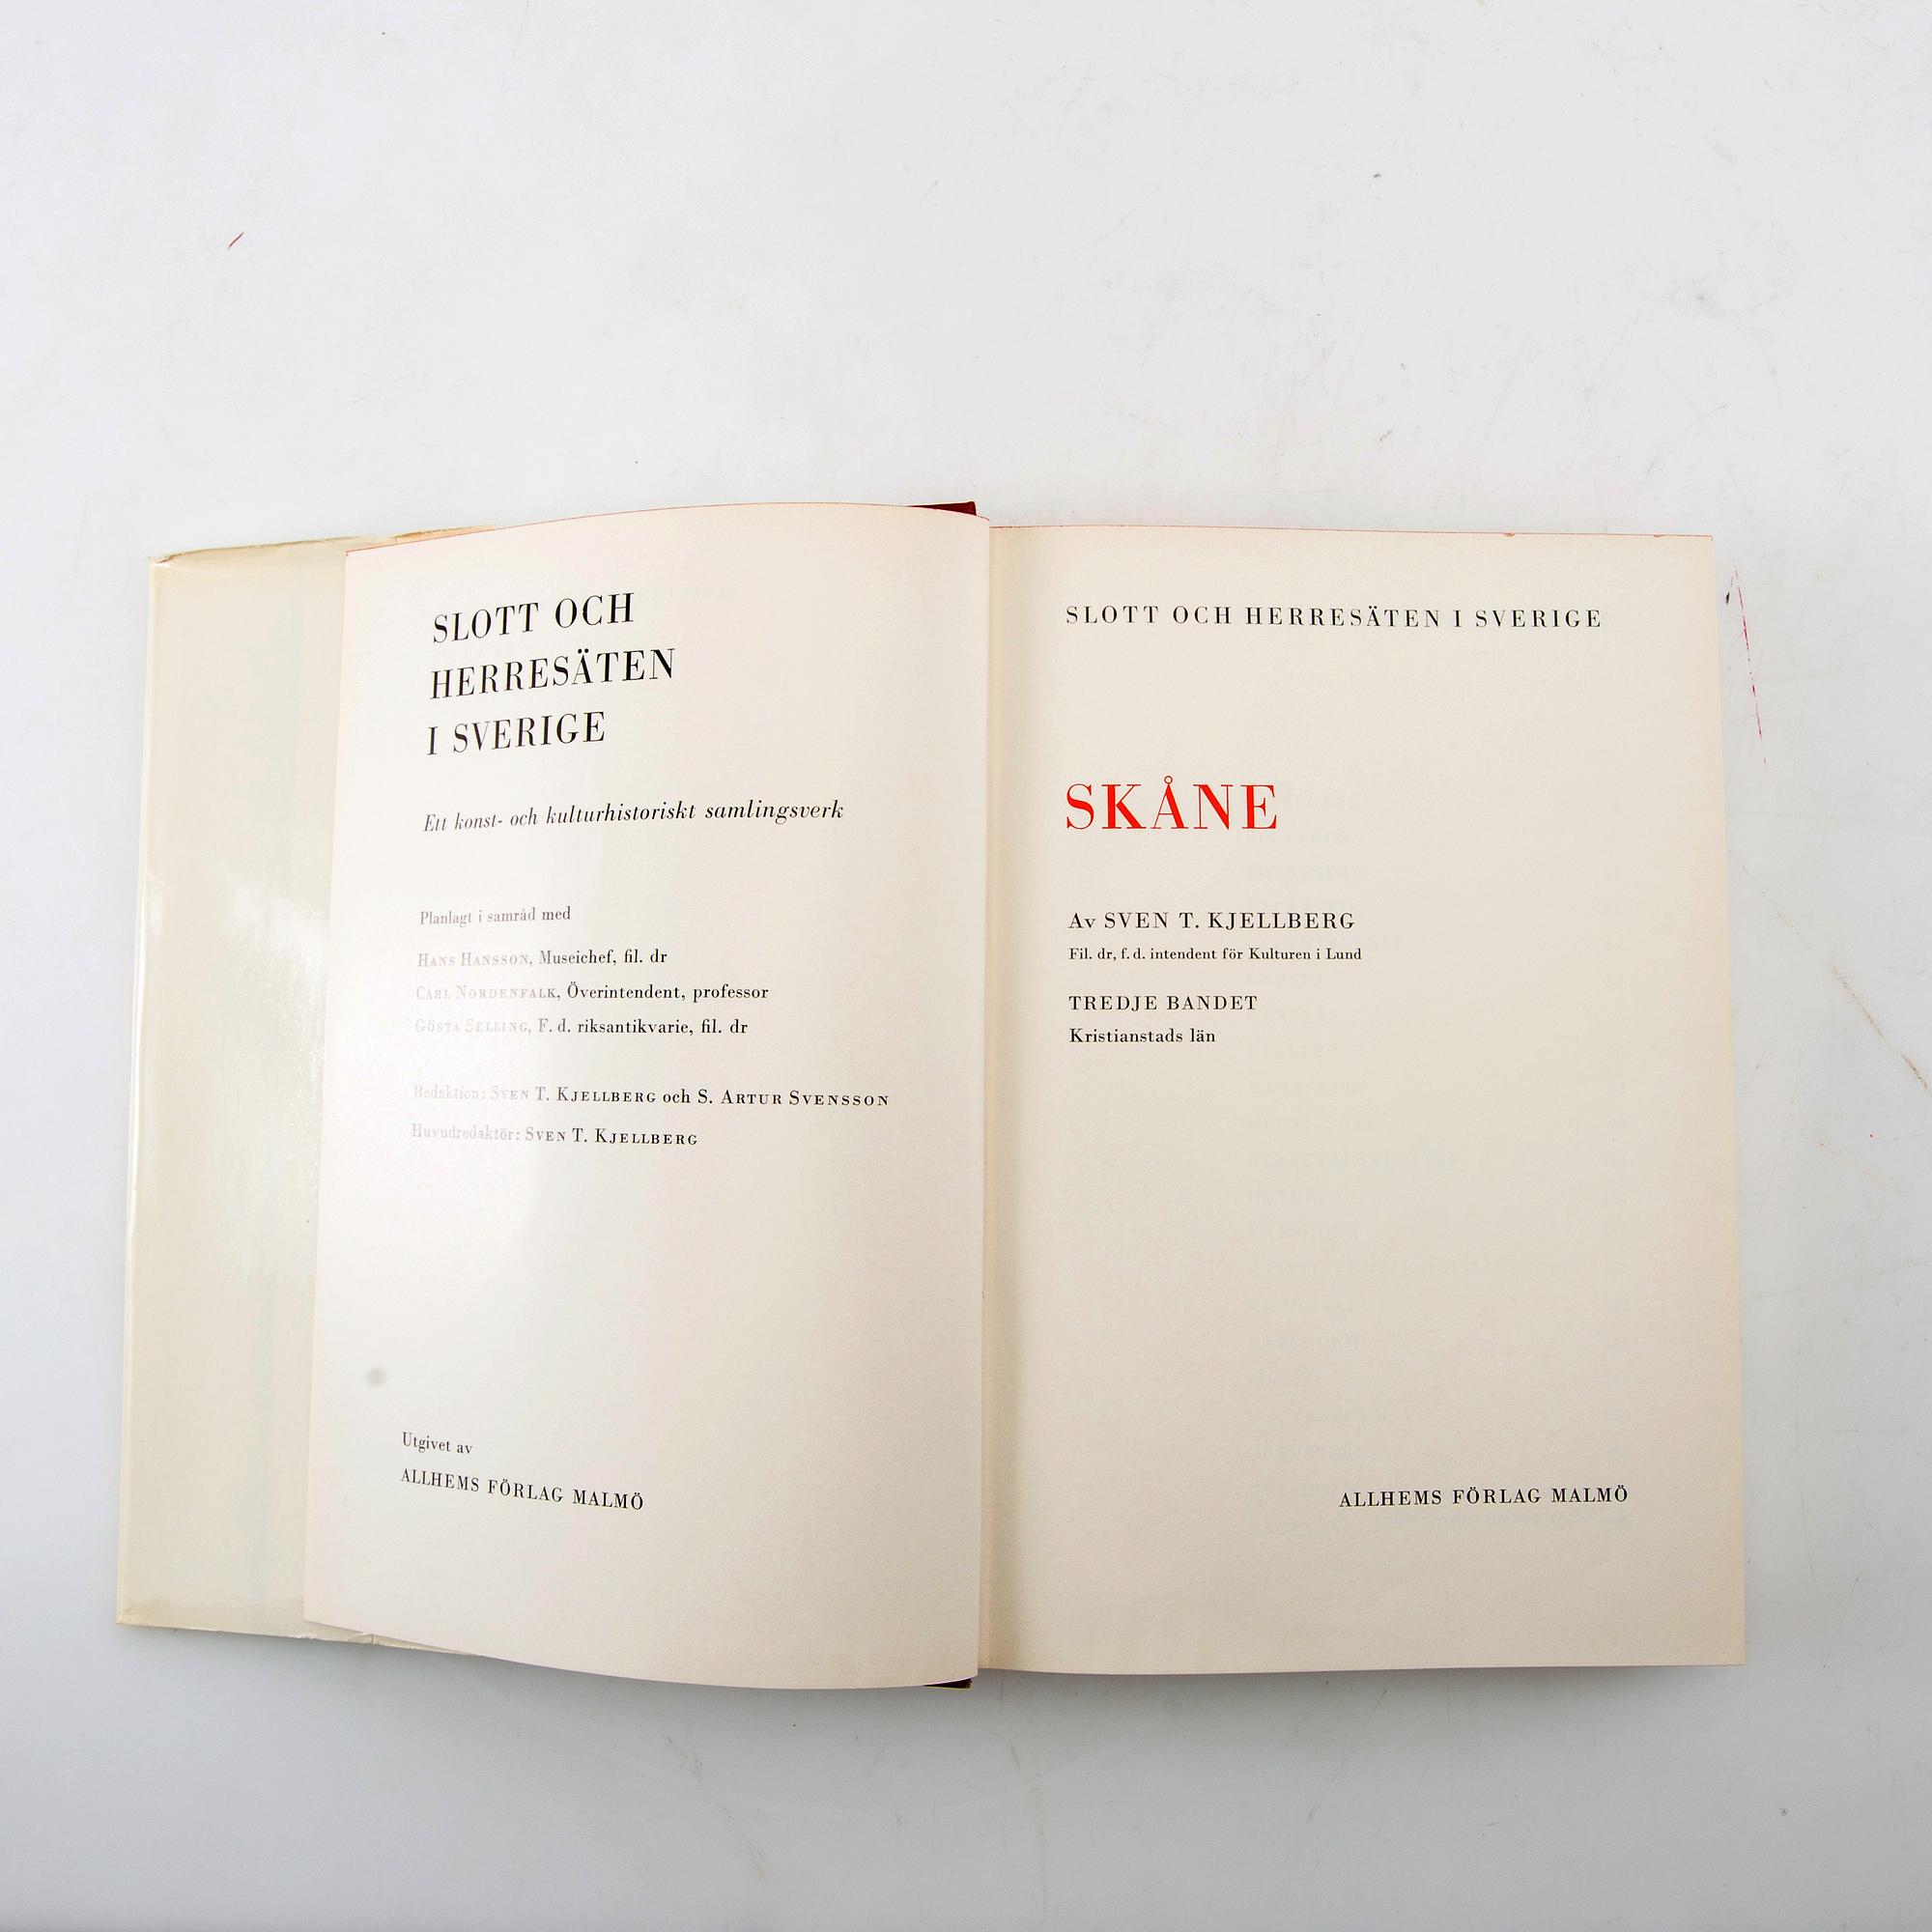 SLOTT OCH
HERRESÄTEN
I SVERIGE
Ett konst- och kulturhistoriskt samlingsverk
Planlagt i samråd med
HANS HANSSON, Museichef, fil. dr
CARL NORDENFALK, Överintendent, professor
GÖSTA SELLING, F. d. riksantikvarie, fil. dr
Redaktion: SVEN T. KJELLBERG och S. ARTUR SVENSSON
Huvudredaktör: SVEN T. KJELLBERG
Utgivet av
ALLHEMS FÖRLAG MALMÖ
SLOTT OCH HERRESÄTEN I SVERIGE
SKÅNE
Av SVEN T. KJELLBERG
Fil. dr, f. d. intendent för Kulturen i Lund
TREDJE BANDET
Kristianstads län
ALLHEMS FÖRLAG MALMÖ